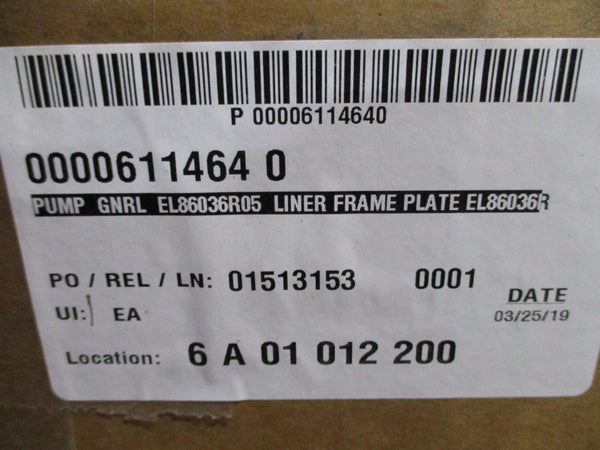 P 00006114640
0000611464 0
PUMP GNRL EL86036R05 LINER FRAME PLATE EL86036R
PO / REL / LN: 01513153 0001
DATE
UI: EA 03/25/19
Location: 6 A 01 012 200